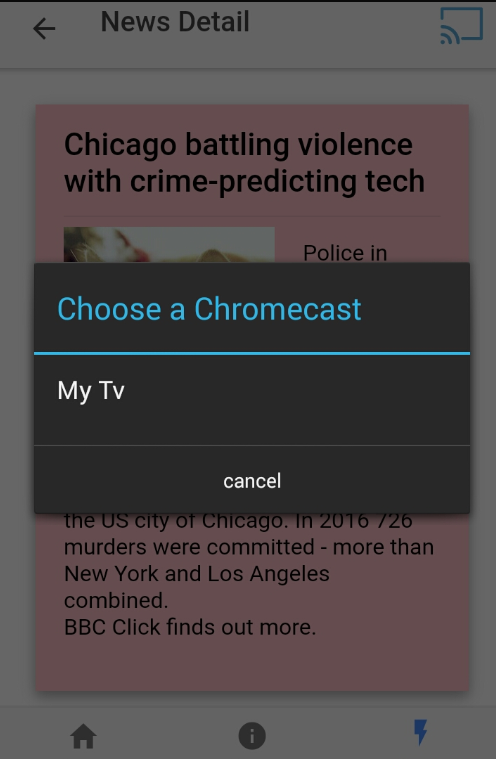 News Detail
Chicago battling violence
with crime-predicting tech
Police in
Choose a Chromecast
My Tv
cancel
the US city of Chicago. In 2016 726
murders were committed - more than
New York and Los Angeles
combined.
BBC Click finds out more.